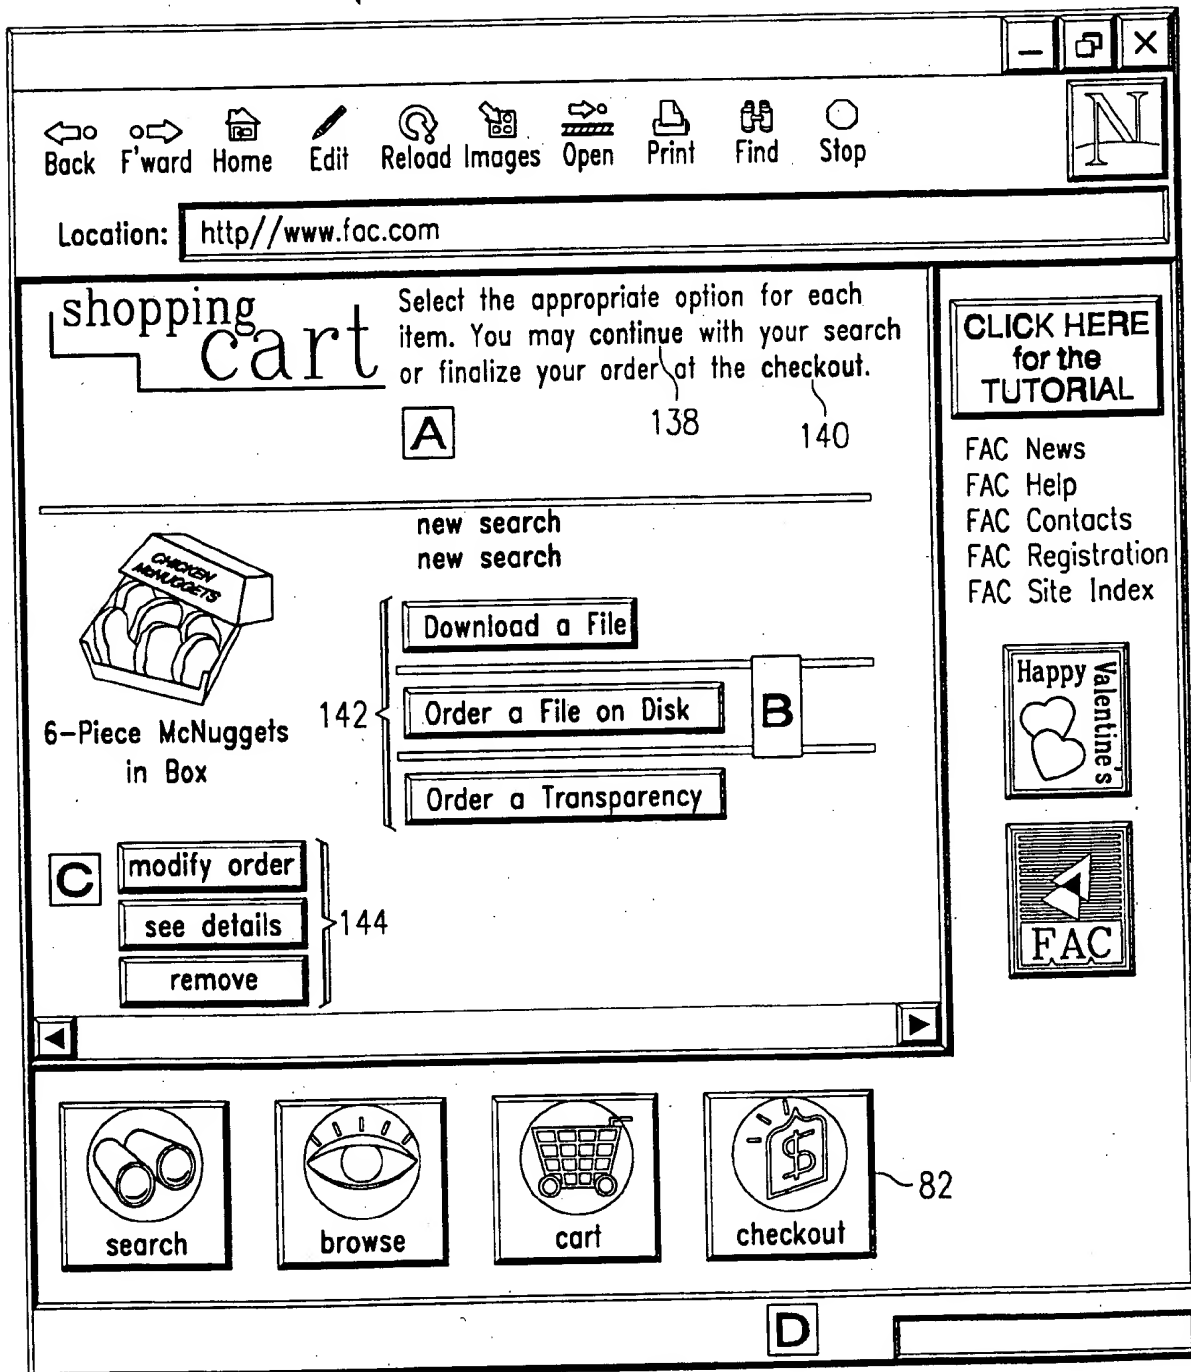 N
Back F'ward Home Edit Reload Images Open Print Find Stop
Location: http//www.fac.com
shopping
cart
Select the appropriate option for each
item. You may continue with your search
or finalize your order at the checkout.
138
140
A
CLICK HERE
for the
TUTORIAL
FAC News
FAC Help
FAC Contacts
FAC Registration
FAC Site Index
new search
new search
CHICKEN
McNUGGETS
6-Piece McNuggets
in Box
142
Download a File
Order a File on Disk
B
Order a Transparency
Happy
Valentine's
FAC
C
modify order
see details
remove
144
search
browse
cart
$
checkout
82
D